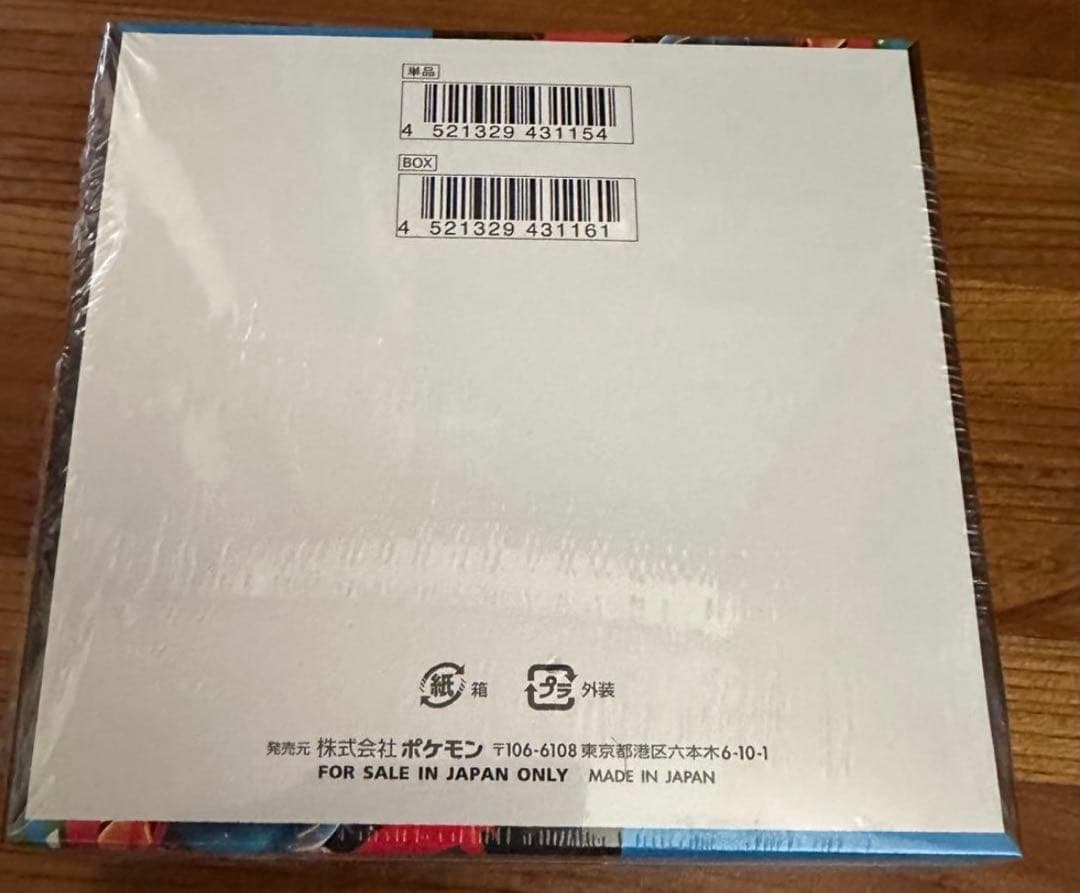 単品
4 521329 431154
BOX
4 521329 431161
紙 箱 プラ 外装
発売元 株式会社ポケモン 〒106-6108 東京都港区六本木6-10-1
FOR SALE IN JAPAN ONLY MADE IN JAPAN